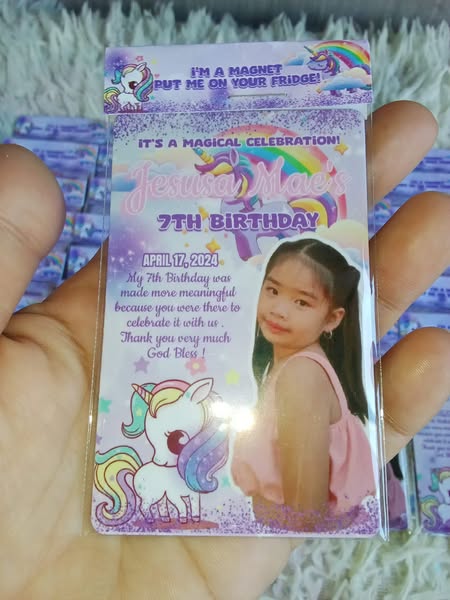 I'M A MAGNET
PUT ME ON YOUR FRIDGE!
IT'S A MAGICAL CELEBRATION!
Jesusa Mae's
7TH BIRTHDAY
APRIL 17, 2024
My 7th Birthday was
made more meaningful
because you were there to
celebrate it with us .
Thank you very much
God Bless !